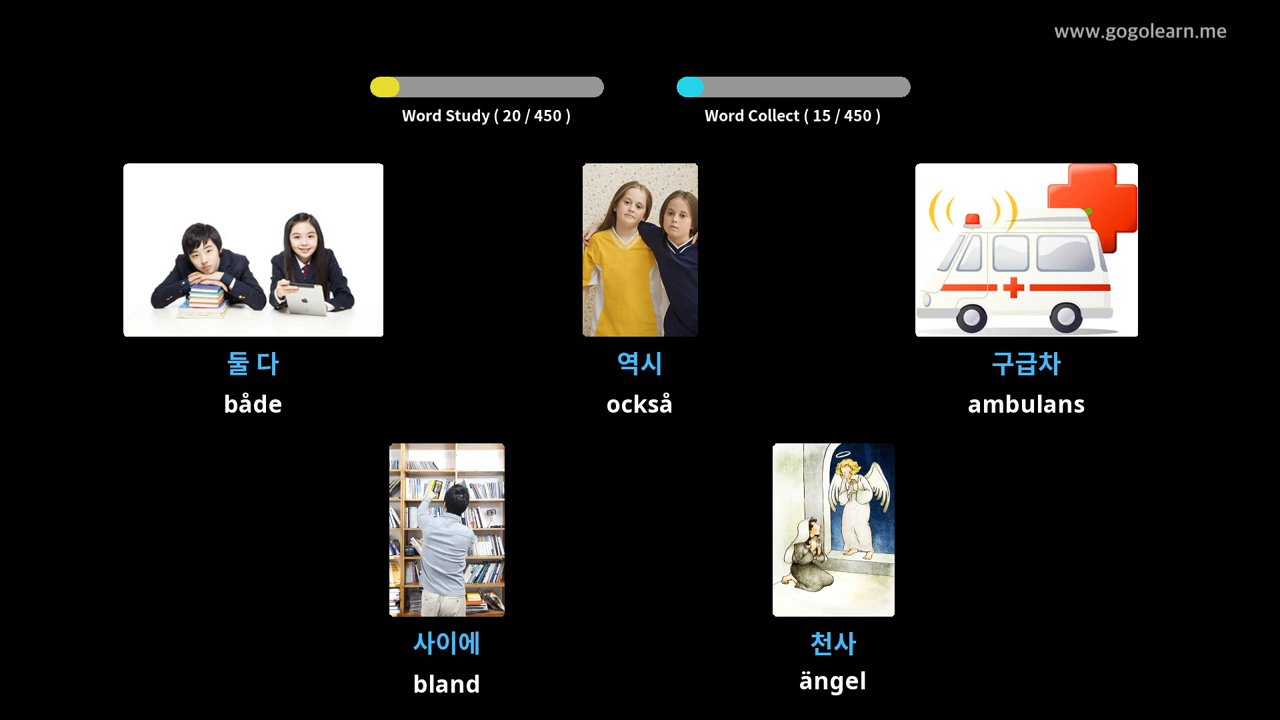 www.gogolearn.me
Word Study ( 20 / 450 )
Word Collect ( 15 / 450 )
둘 다
både
역시
också
구급차
ambulans
사이에
bland
천사
ängel